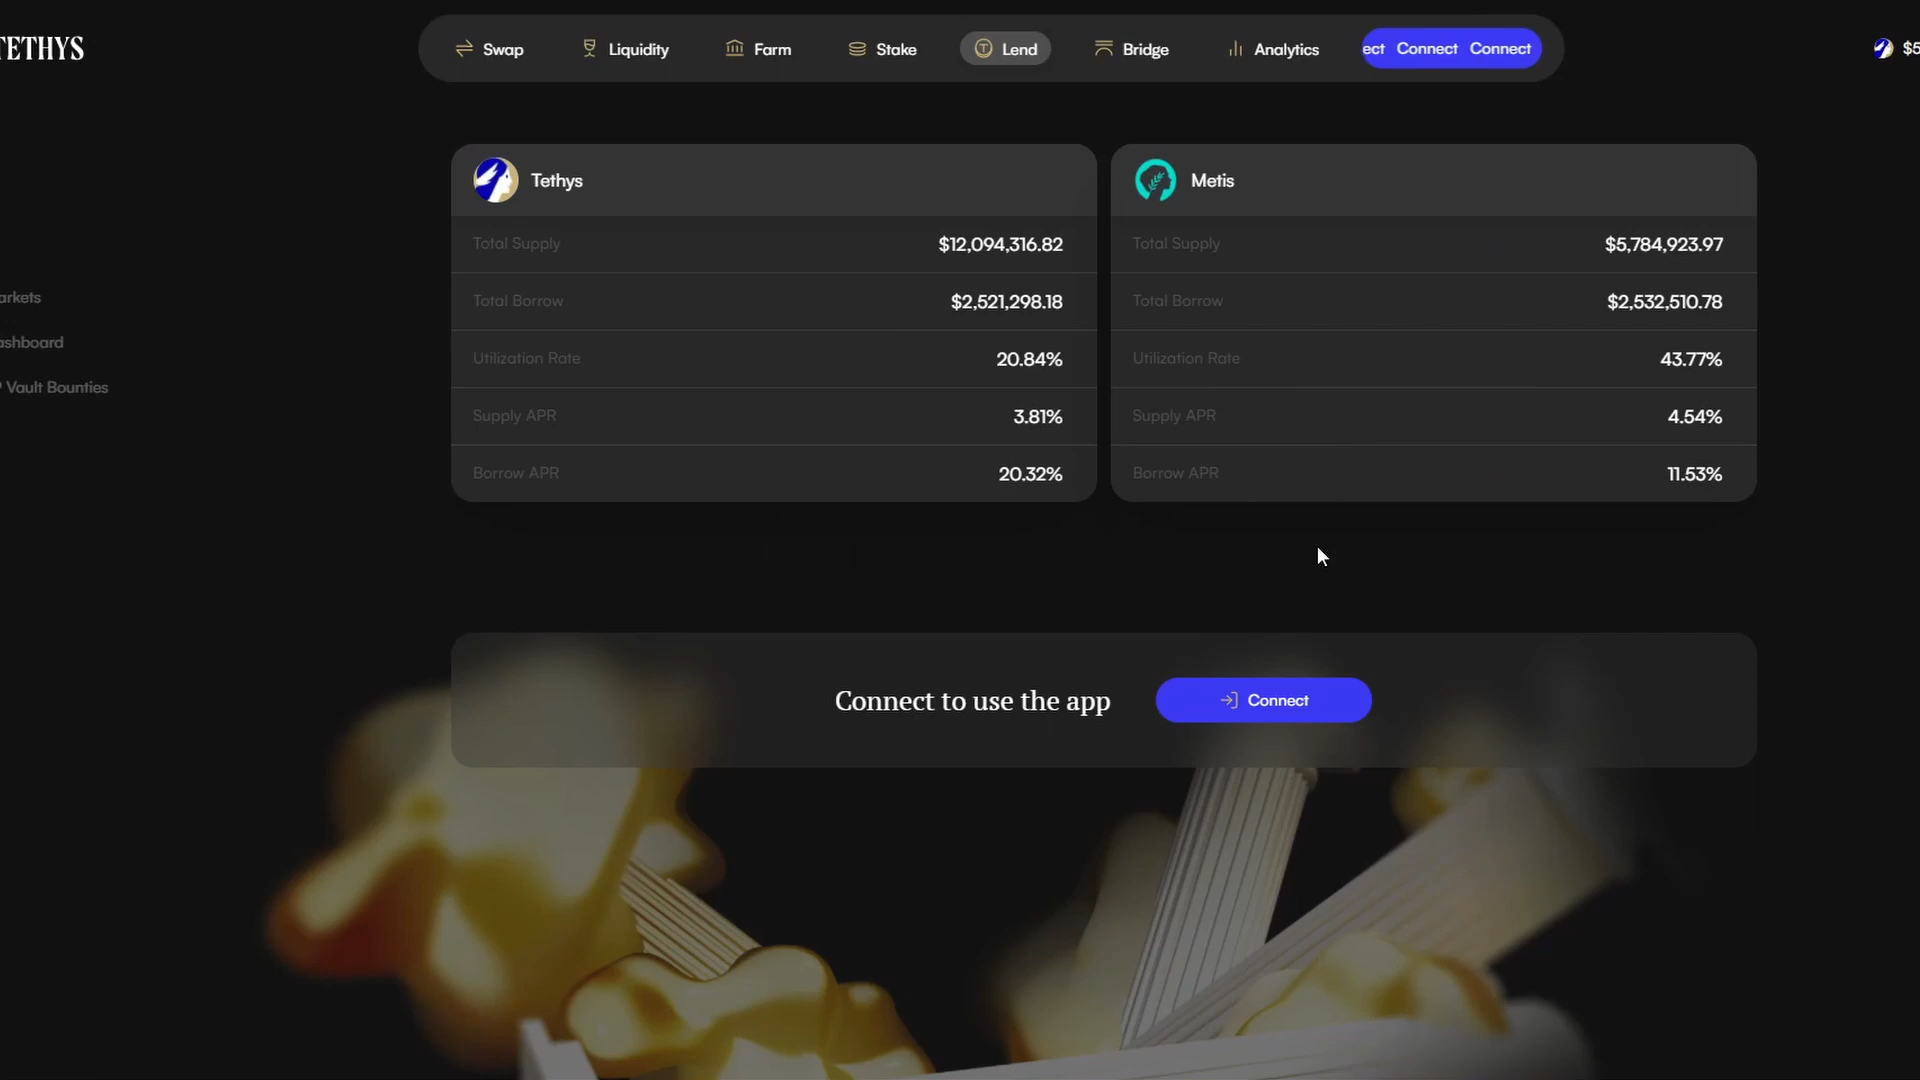 TETHYS
Swap Liquidity Farm Stake Lend Bridge Analytics Connect Connect
Tethys
Total Supply $12,094,316.82
Total Borrow $2,521,298.18
Utilization Rate 20.84%
Supply APR 3.81%
Borrow APR 20.32%
Metis
Total Supply $5,784,923.97
Total Borrow $2,532,510.78
Utilization Rate 43.77%
Supply APR 4.54%
Borrow APR 11.53%
arkets
ashboard
Vault Bounties
Connect to use the app Connect